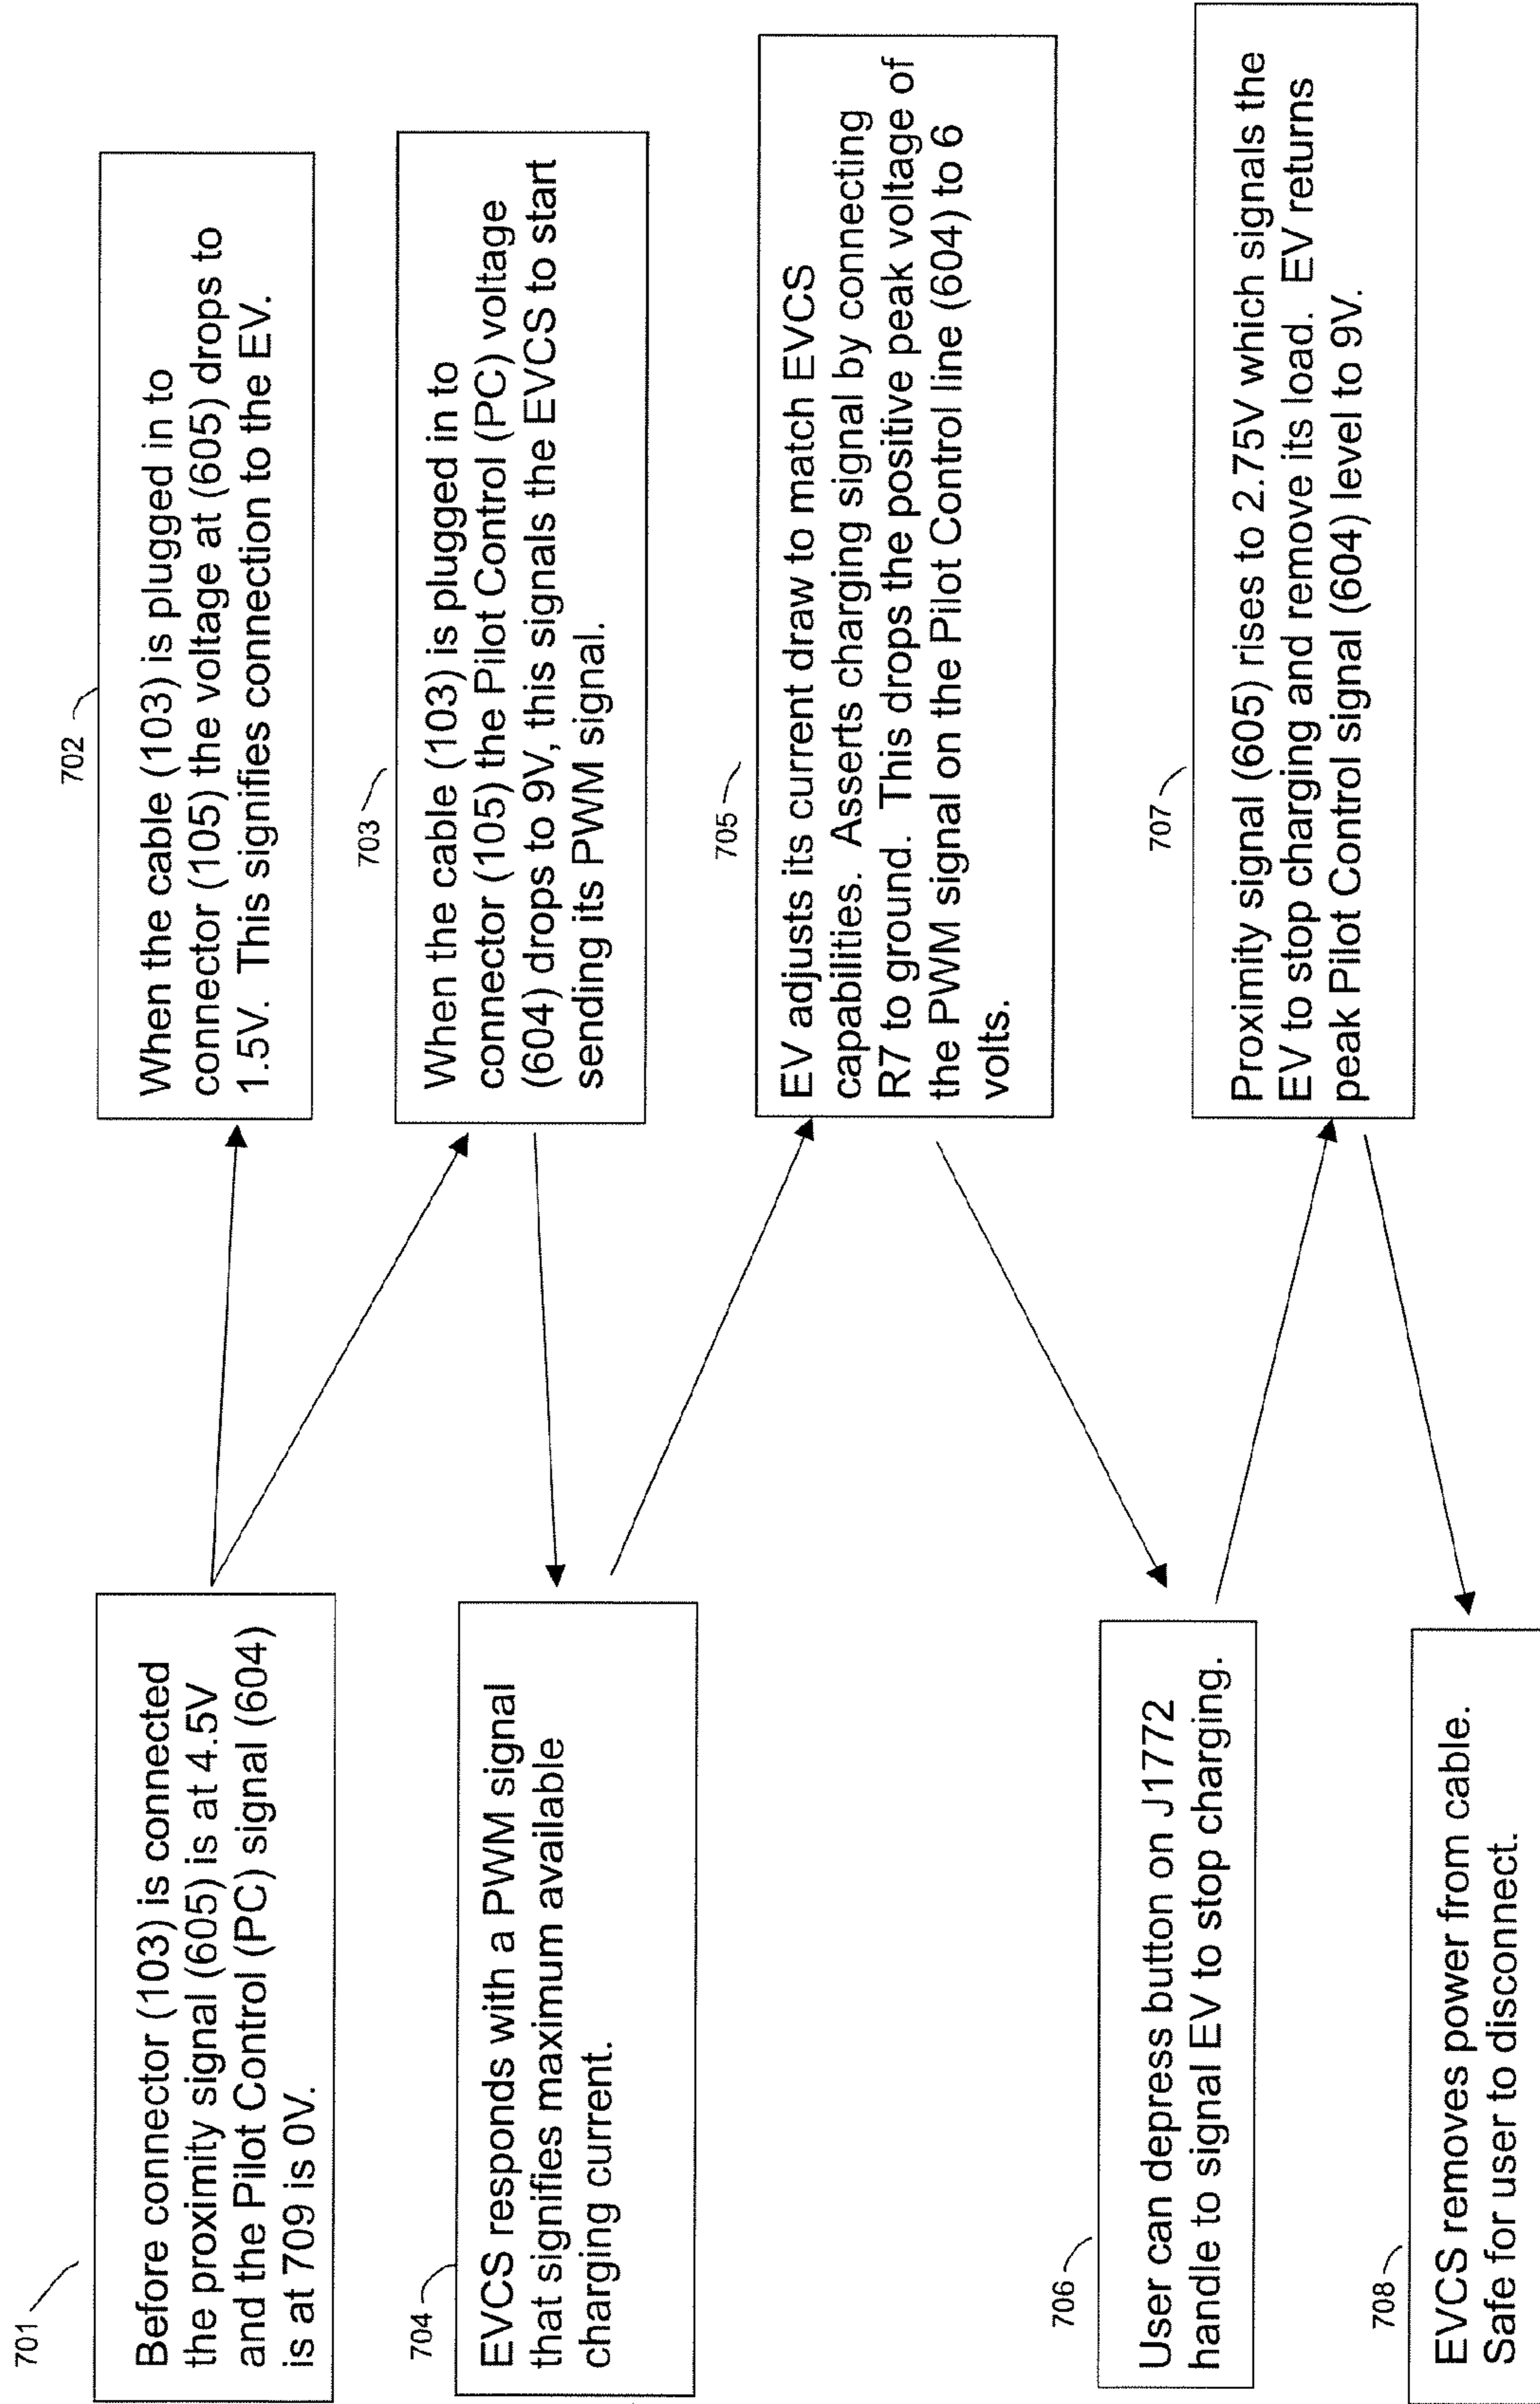 701
Before connector (103) is connected
the proximity signal (605) is at 4.5V
and the Pilot Control (PC) signal (604)
is at 709 is 0V.
702
When the cable (103) is plugged in to
connector (105) the voltage at (605) drops to
1.5V. This signifies connection to the EV.
703
When the cable (103) is plugged in to
connector (105) the Pilot Control (PC) voltage
(604) drops to 9V, this signals the EVCS to start
sending its PWM signal.
704
EVCS responds with a PWM signal
that signifies maximum available
charging current.
705
EV adjusts its current draw to match EVCS
capabilities. Asserts charging signal by connecting
R7 to ground. This drops the positive peak voltage of
the PWM signal on the Pilot Control line (604) to 6
volts.
706
User can depress button on J1772
handle to signal EV to stop charging.
707
Proximity signal (605) rises to 2.75V which signals the
EV to stop charging and remove its load. EV returns
peak Pilot Control signal (604) level to 9V.
708
EVCS removes power from cable.
Safe for user to disconnect.